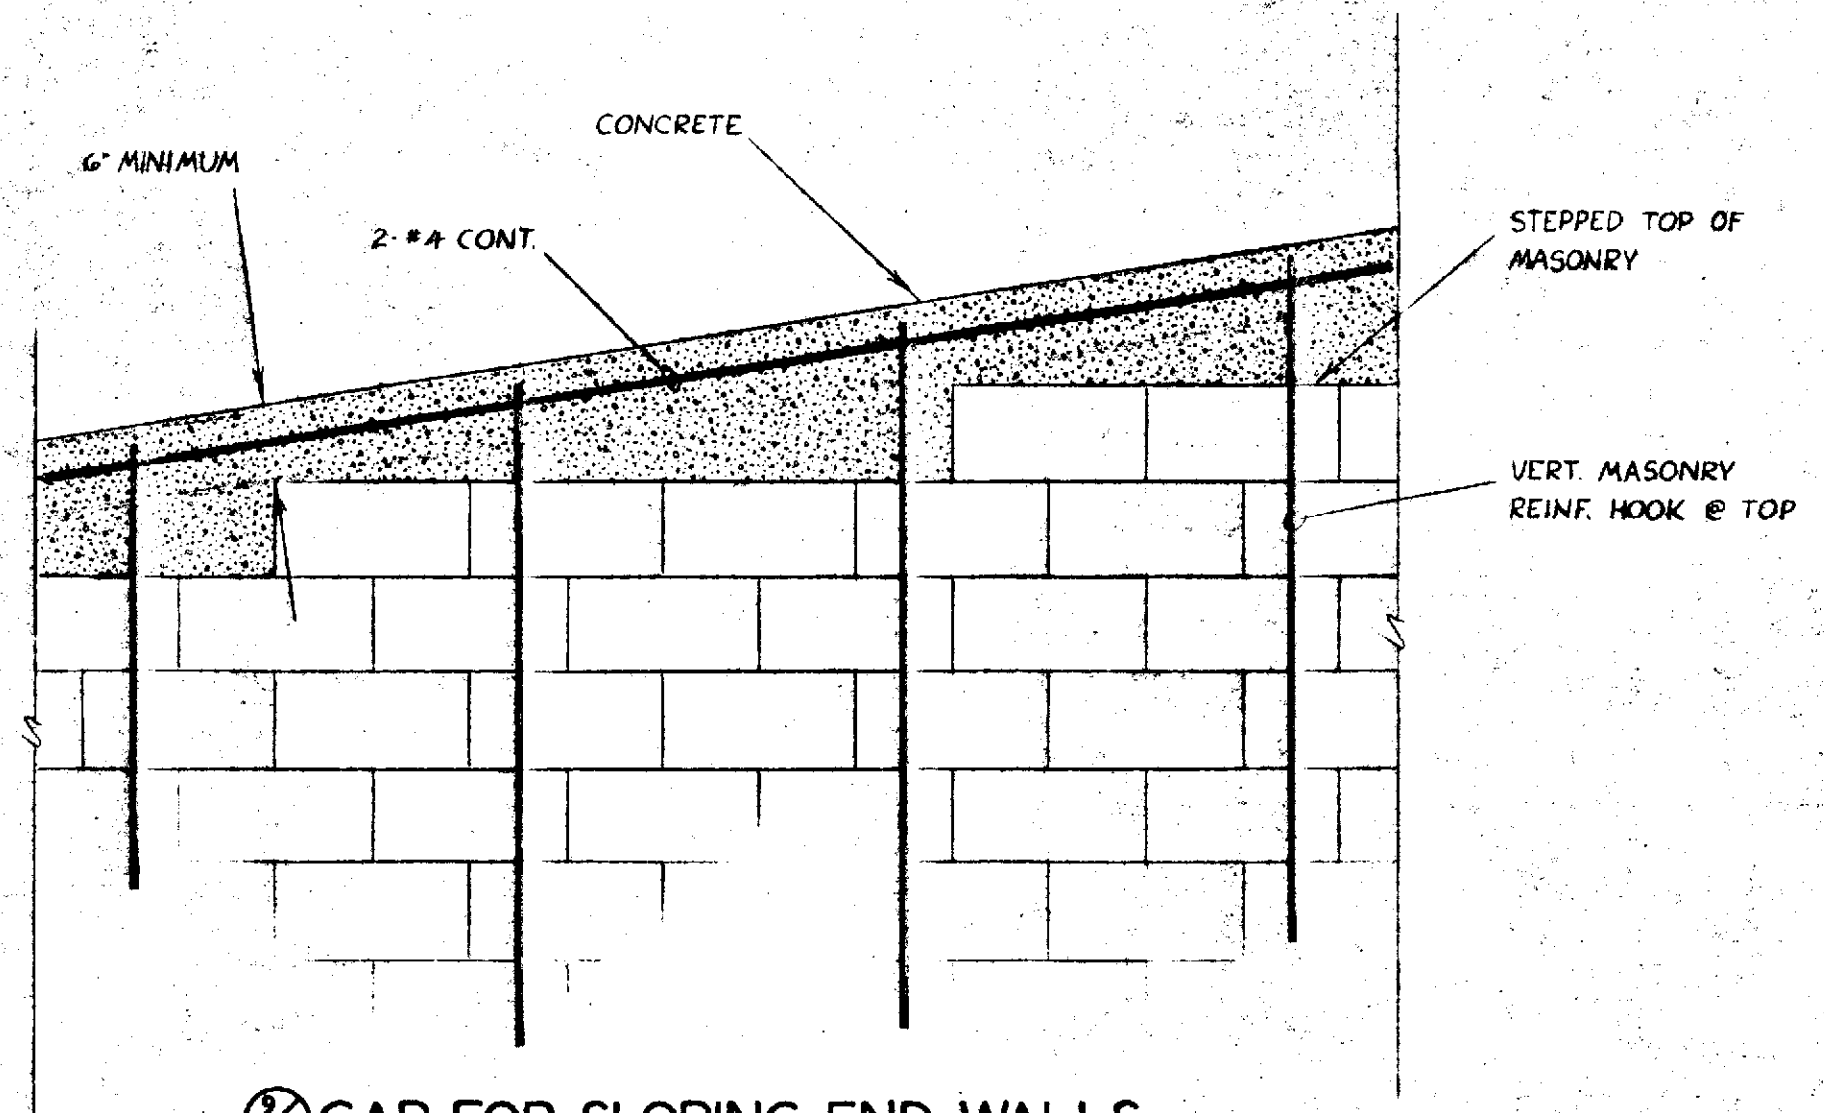 CONCRETE
6" MINIMUM
2-#4 CONT.
STEPPED TOP OF
MASONRY
VERT. MASONRY
REINF. HOOK @ TOP
CAP FOR SLOPING END WALLS